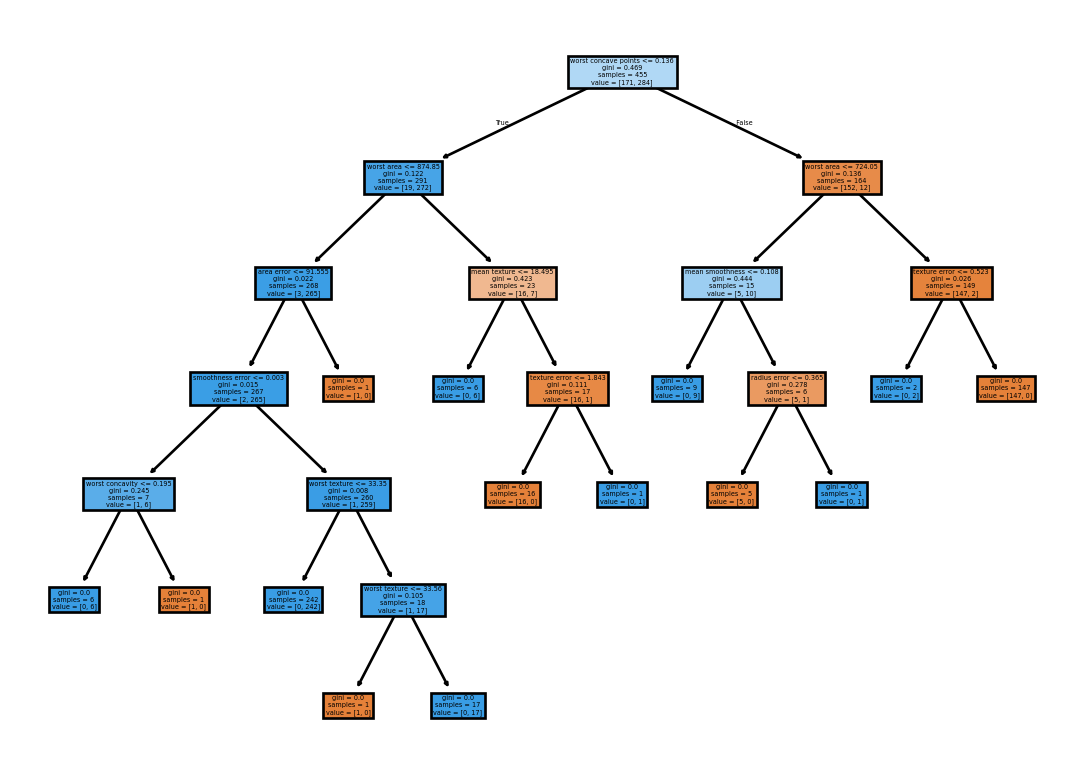 worst concave points <= 0.136
gini = 0.469
samples = 455
value = [171, 284]
True
False
worst area <= 874.85
gini = 0.122
samples = 291
value = [19, 272]
worst area <= 724.05
gini = 0.136
samples = 164
value = [152, 12]
area error <= 91.555
gini = 0.022
samples = 268
value = [3, 265]
mean texture <= 18.495
gini = 0.423
samples = 23
value = [16, 7]
mean smoothness <= 0.108
gini = 0.444
samples = 15
value = [5, 10]
texture error <= 0.523
gini = 0.026
samples = 149
value = [147, 2]
smoothness error <= 0.003
gini = 0.015
samples = 267
value = [2, 265]
gini = 0.0
samples = 1
value = [1, 0]
gini = 0.0
samples = 6
value = [0, 6]
texture error <= 1.843
gini = 0.111
samples = 17
value = [16, 1]
gini = 0.0
samples = 9
value = [0, 9]
radius error <= 0.365
gini = 0.278
samples = 6
value = [5, 1]
gini = 0.0
samples = 2
value = [0, 2]
gini = 0.0
samples = 147
value = [147, 0]
worst concavity <= 0.195
gini = 0.245
samples = 7
value = [1, 6]
worst texture <= 33.35
gini = 0.008
samples = 260
value = [1, 259]
gini = 0.0
samples = 16
value = [16, 0]
gini = 0.0
samples = 1
value = [0, 1]
gini = 0.0
samples = 5
value = [5, 0]
gini = 0.0
samples = 1
value = [0, 1]
gini = 0.0
samples = 6
value = [0, 6]
gini = 0.0
samples = 1
value = [1, 0]
gini = 0.0
samples = 242
value = [0, 242]
worst texture <= 33.56
gini = 0.105
samples = 18
value = [1, 17]
gini = 0.0
samples = 1
value = [1, 0]
gini = 0.0
samples = 17
value = [0, 17]